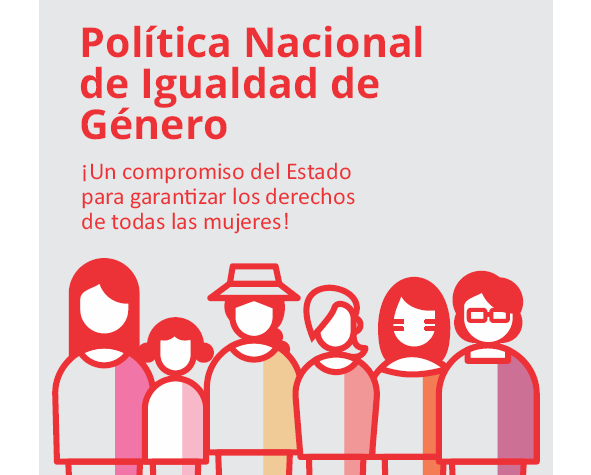 Política Nacional
de Igualdad de
Género
¡Un compromiso del Estado
para garantizar los derechos
de todas las mujeres!